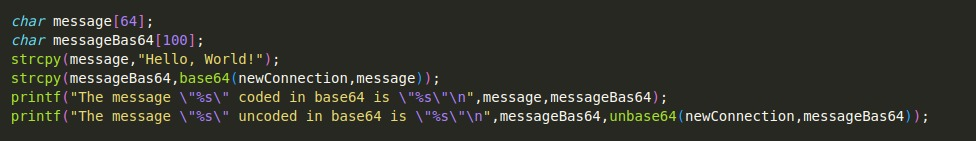 char message[64];
char messageBas64[100];
strcpy(message,"Hello, World!");
strcpy(messageBas64,base64(newConnection,message));
printf("The message \"%s\" coded in base64 is \"%s\"\n",message,messageBas64);
printf("The message \"%s\" uncoded in base64 is \"%s\"\n",messageBas64,unbase64(newConnection,messageBas64));